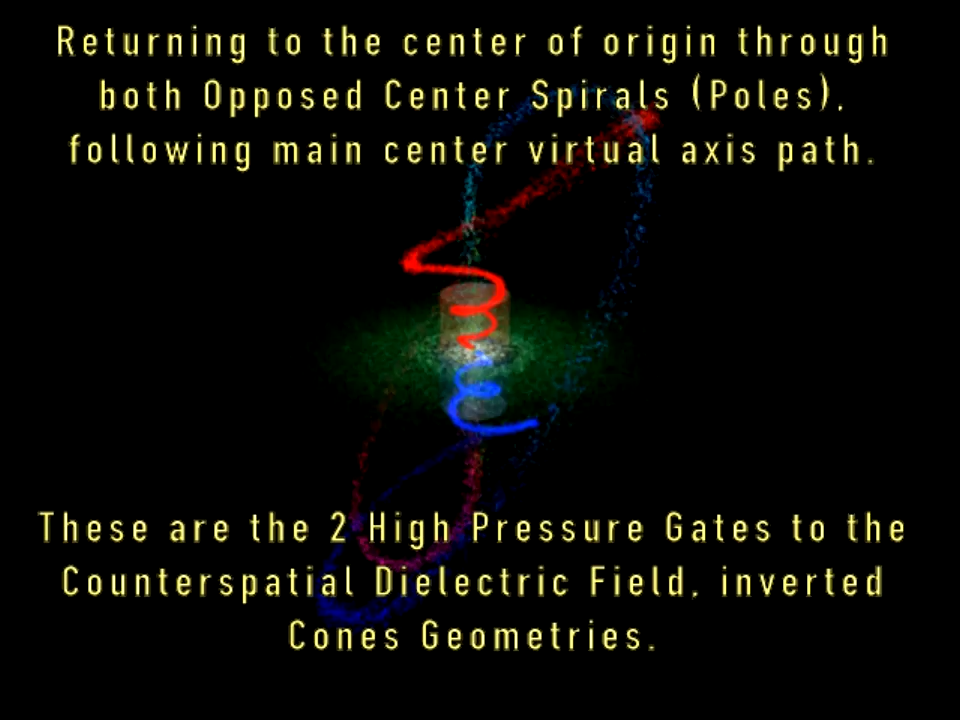 Returning to the center of origin through
both Opposed Center Spirals (Poles).
following main center virtual axis path.
These are the 2 High Pressure Gates to the
Counterspatial Dielectric Field, inverted
Cones Geometries.